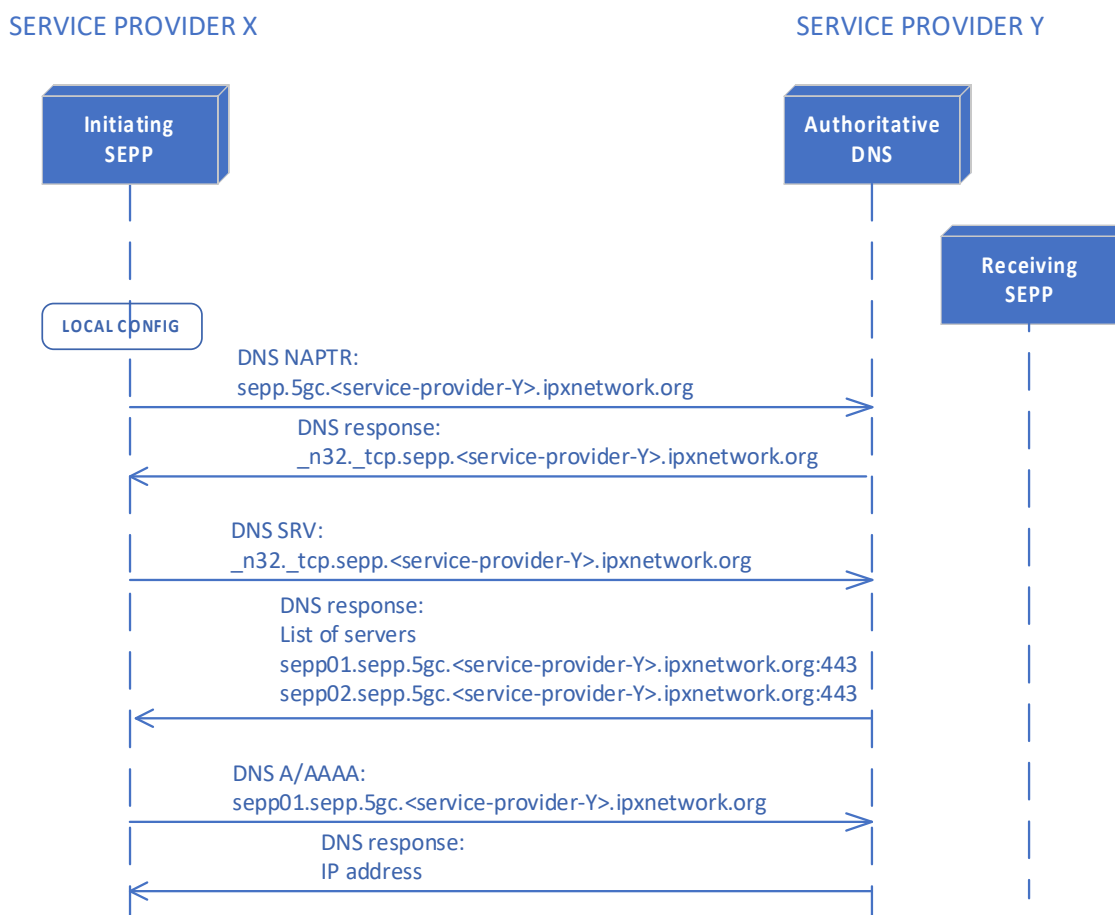 SERVICE PROVIDER X
SERVICE PROVIDER Y
Initiating
SEPP
Authoritative
DNS
Receiving
SEPP
LOCAL CONFIG
DNS NAPTR:
sepp.5gc.<service-provider-Y>.ipxnetwork.org
DNS response:
_n32._tcp.sepp.<service-provider-Y>.ipxnetwork.org
DNS SRV:
_n32._tcp.sepp.<service-provider-Y>.ipxnetwork.org
DNS response:
List of servers
sepp01.sepp.5gc.<service-provider-Y>.ipxnetwork.org:443
sepp02.sepp.5gc.<service-provider-Y>.ipxnetwork.org:443
DNS A/AAAA:
sepp01.sepp.5gc.<service-provider-Y>.ipxnetwork.org
DNS response:
IP address